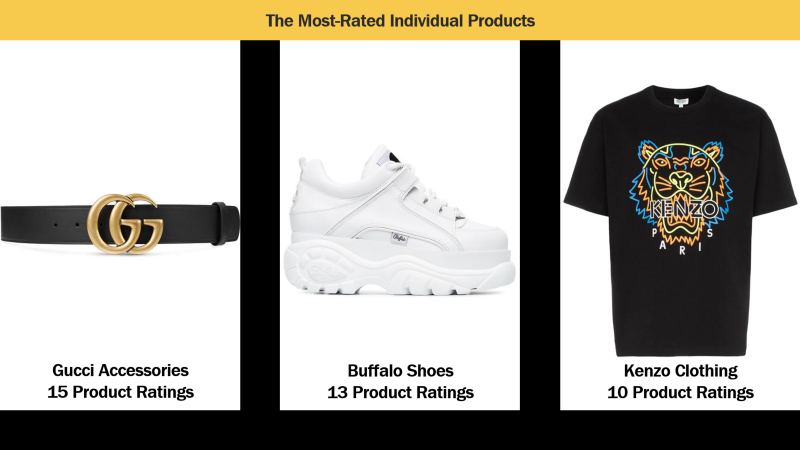 The Most-Rated Individual Products
KENZO
PARIS
Buffalo
Gucci Accessories
15 Product Ratings
Buffalo Shoes
13 Product Ratings
Kenzo Clothing
10 Product Ratings